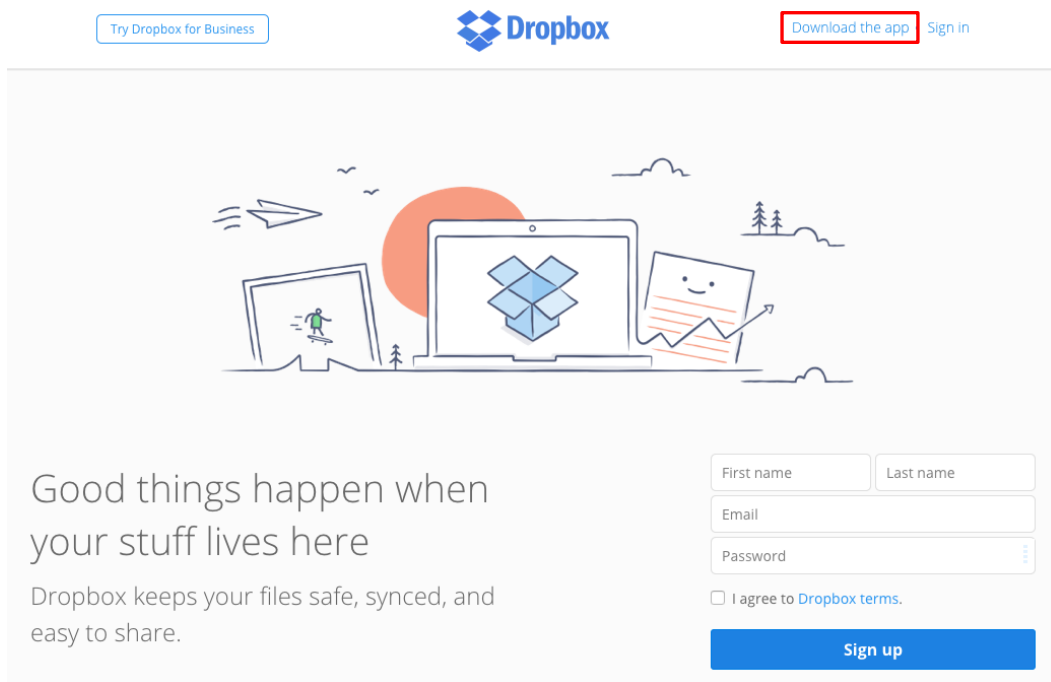 Try Dropbox for Business
Dropbox
Download the app
Sign in
Good things happen when
your stuff lives here
Dropbox keeps your files safe, synced, and
easy to share.
First name
Last name
Email
Password
I agree to Dropbox terms.
Sign up